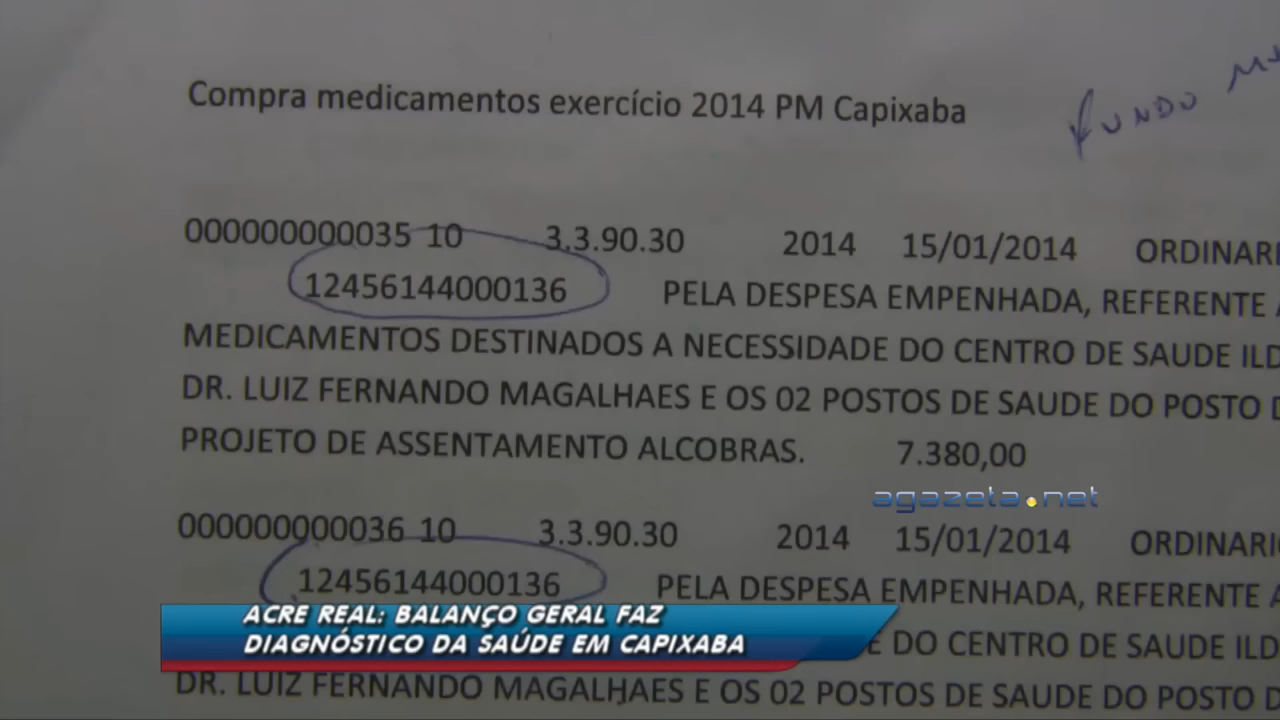 Compra medicamentos exercício 2014 PM Capixaba
FUNDO
000000000035 10 3.3.90.30 2014 15/01/2014 ORDINARI
12456144000136 PELA DESPESA EMPENHADA, REFERENTE A
MEDICAMENTOS DESTINADOS A NECESSIDADE DO CENTRO DE SAUDE ILD
DR. LUIZ FERNANDO MAGALHAES E OS 02 POSTOS DE SAUDE DO POSTO D
PROJETO DE ASSENTAMENTO ALCOBRAS. 7.380,00
agazeta.net
000000000036 10 3.3.90.30 2014 15/01/2014 ORDINARI
12456144000136 PELA DESPESA EMPENHADA, REFERENTE A
ACRE REAL: BALANÇO GERAL FAZ
DIAGNÓSTICO DA SAÚDE EM CAPIXABA
E DO CENTRO DE SAUDE ILD
DR. LUIZ FERNANDO MAGALHAES E OS 02 POSTOS DE SAUDE DO POSTO D